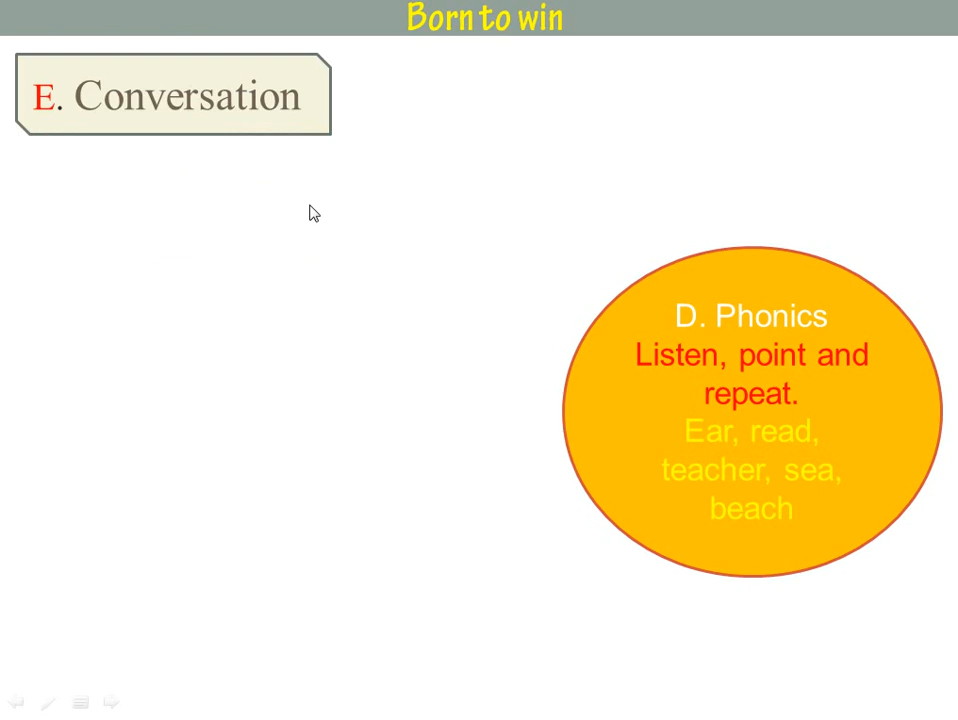 Born to win
E. Conversation
D. Phonics
Listen, point and
repeat.
Ear, read,
teacher, sea,
beach